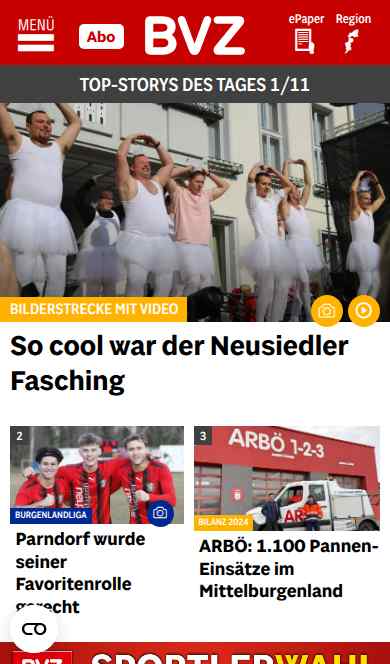 MENÜ
Abo
BVZ
ePaper
Region
TOP-STORYS DES TAGES 1/11
BILDERSTRECKE MIT VIDEO
So cool war der Neusiedler
Fasching
2
BURGENLANDLIGA
Parndorf wurde
seiner
Favoritenrolle
gerecht
3
ARBÖ 1-2-3
BILANZ 2024
ARBÖ: 1.100 Pannen-
Einsätze im
Mittelburgenland
BVZ
SPORTLERWAHL